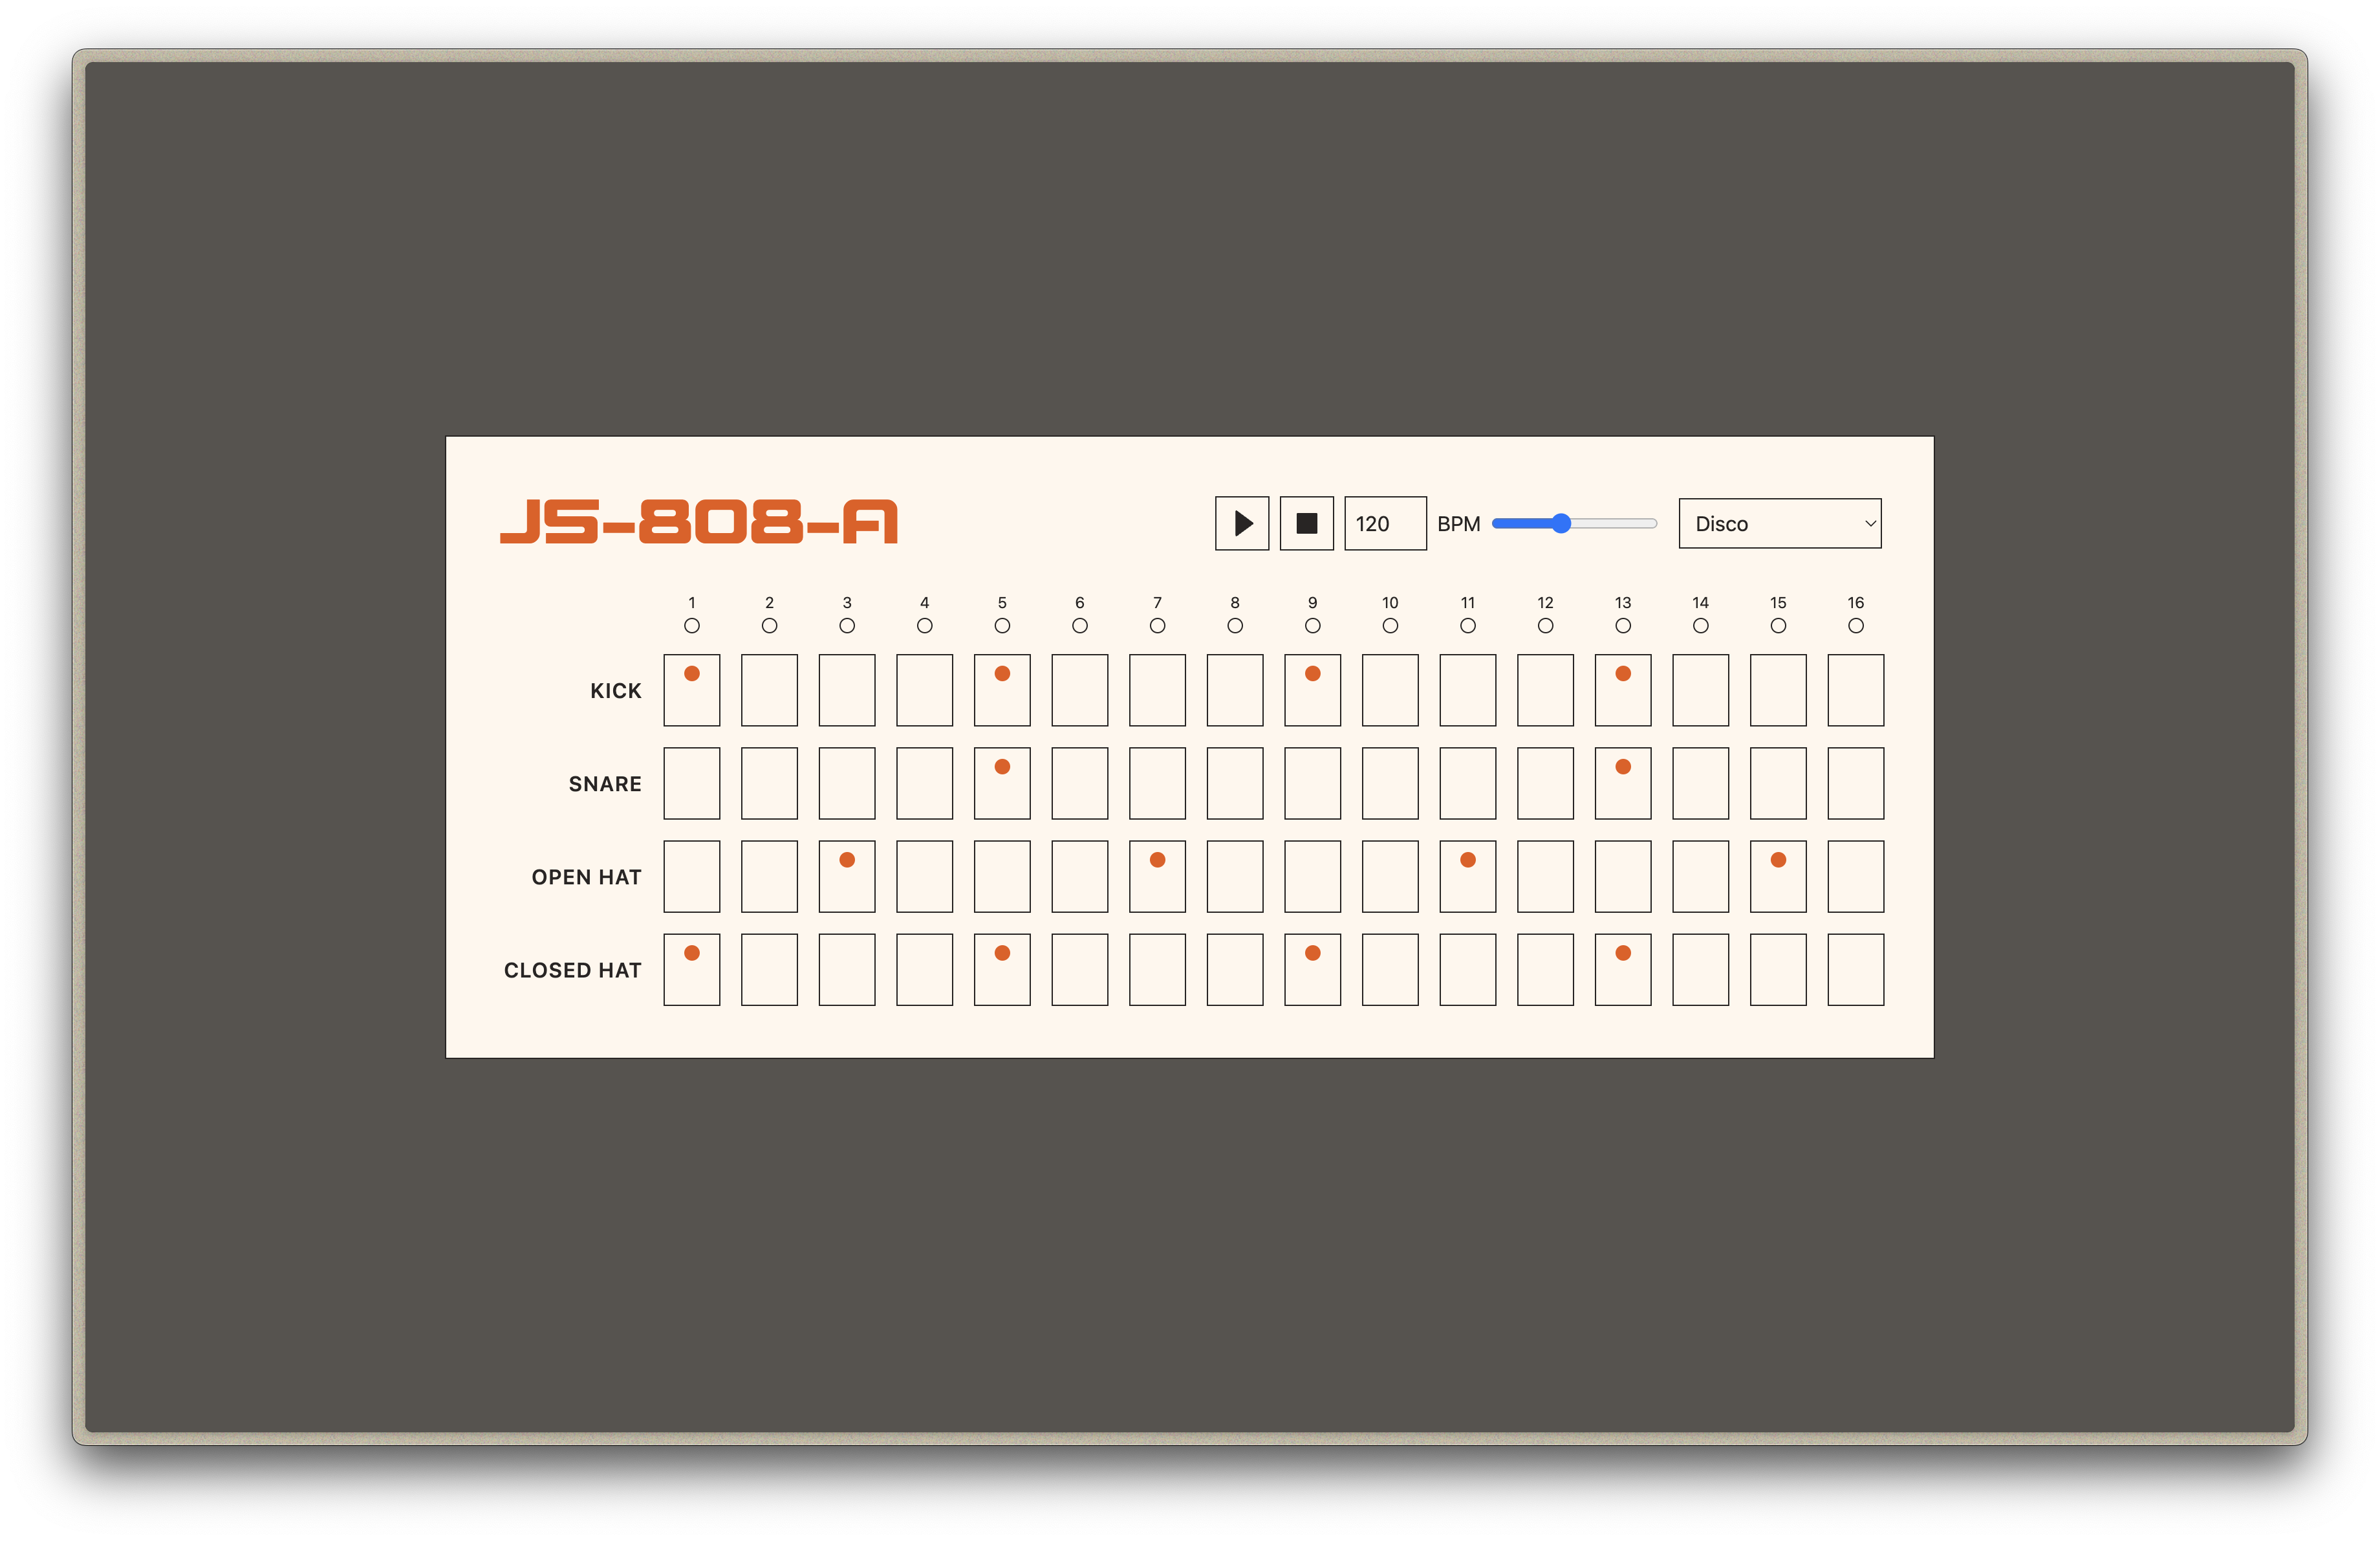 JS-808-A
120 BPM Disco
1 2 3 4 5 6 7 8 9 10 11 12 13 14 15 16
KICK
SNARE
OPEN HAT
CLOSED HAT